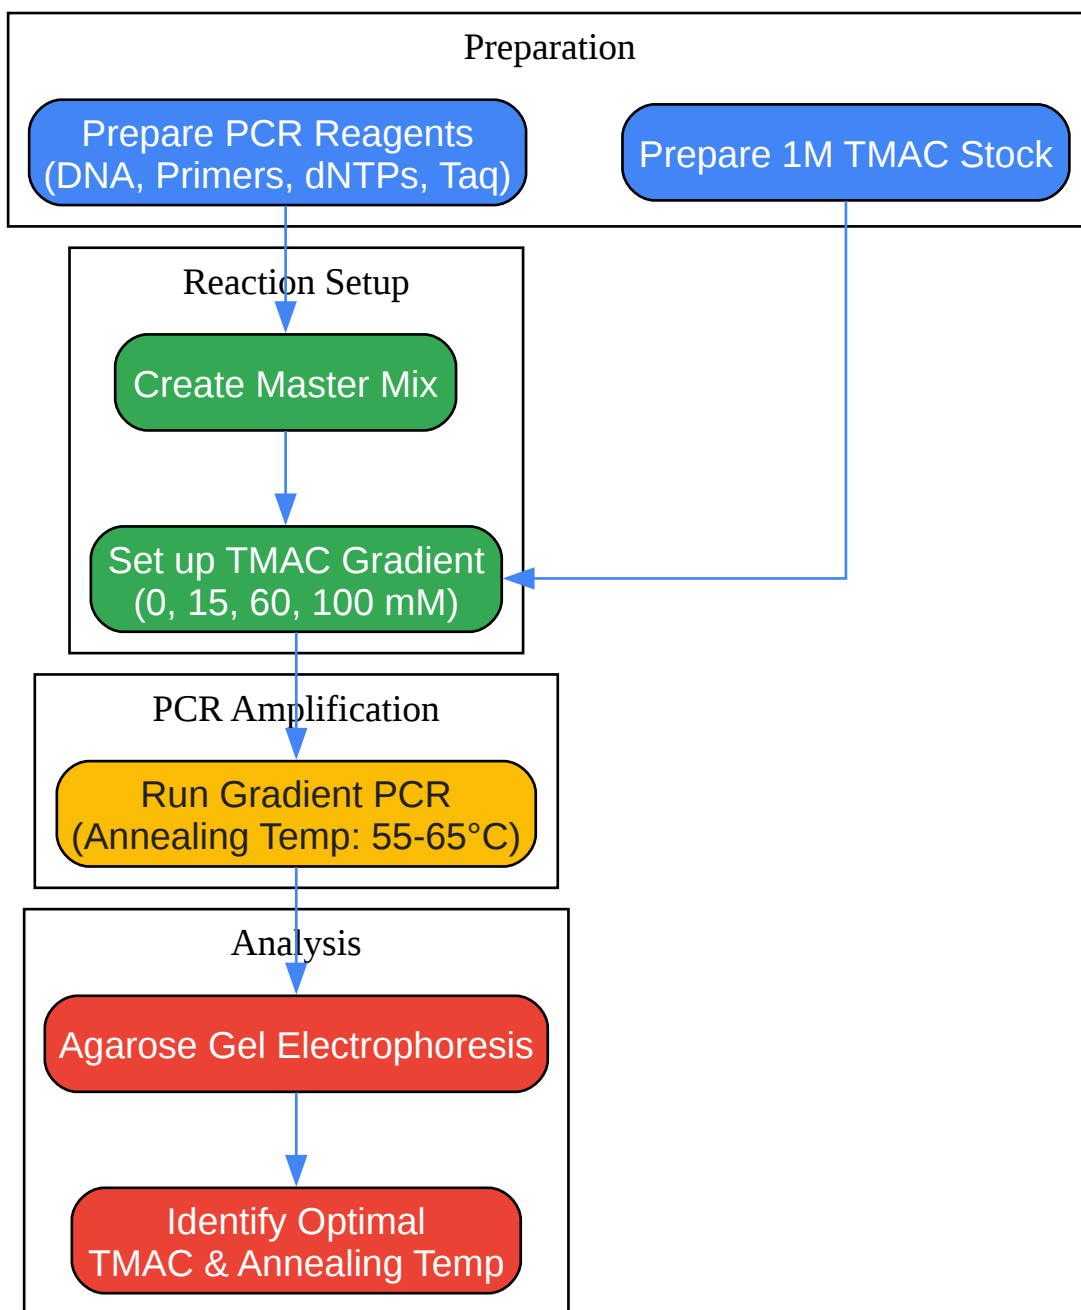 Preparation
Prepare PCR Reagents
(DNA, Primers, dNTPs, Taq)
Prepare 1M TMAC Stock
Reaction Setup
Create Master Mix
Set up TMAC Gradient
(0, 15, 60, 100 mM)
PCR Amplification
Run Gradient PCR
(Annealing Temp: 55-65°C)
Analysis
Agarose Gel Electrophoresis
Identify Optimal
TMAC & Annealing Temp